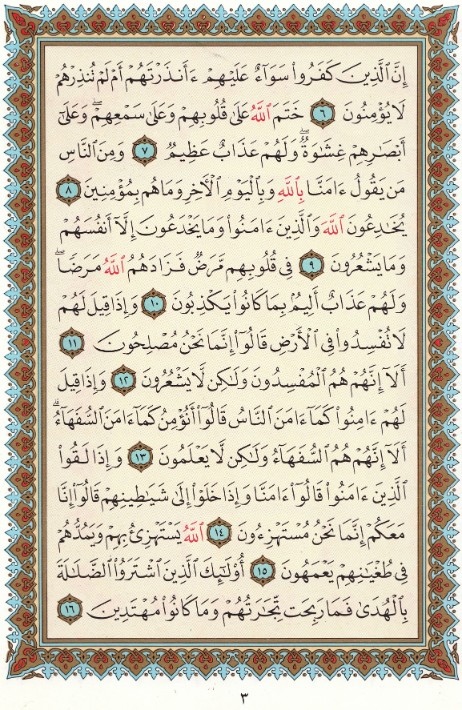 إِنَّ ٱلَّذِينَ كَفَرُوا۟ سَوَآءٌ عَلَيْهِمْ ءَأَنذَرْتَهُمْ أَمْ لَمْ تُنذِرْهُمْ
لَا يُؤْمِنُونَ ٦ خَتَمَ ٱللَّهُ عَلَىٰ قُلُوبِهِمْ وَعَلَىٰ سَمْعِهِمْ ۖ وَعَلَىٰٓ
أَبْصَٰرِهِمْ غِشَٰوَةٌ ۖ وَلَهُمْ عَذَابٌ عَظِيمٌ ٧ وَمِنَ ٱلنَّاسِ
مَن يَقُولُ ءَامَنَّا بِٱللَّهِ وَبِٱلْيَوْمِ ٱلْـَٔاخِرِ وَمَا هُم بِمُؤْمِنِينَ ٨
يُخَٰدِعُونَ ٱللَّهَ وَٱلَّذِينَ ءَامَنُوا۟ وَمَا يَخْدَعُونَ إِلَّآ أَنفُسَهُمْ
وَمَا يَشْعُرُونَ ٩ فِى قُلُوبِهِم مَّرَضٌ فَزَادَهُمُ ٱللَّهُ مَرَضًا ۖ
وَلَهُمْ عَذَابٌ أَلِيمٌۢ بِمَا كَانُوا۟ يَكْذِبُونَ ١٠ وَإِذَا قِيلَ لَهُمْ
لَا تُفْسِدُوا۟ فِى ٱلْأَرْضِ قَالُوٓا۟ إِنَّمَا نَحْنُ مُصْلِحُونَ ١١
أَلَآ إِنَّهُمْ هُمُ ٱلْمُفْسِدُونَ وَلَٰكِن لَّا يَشْعُرُونَ ١٢ وَإِذَا قِيلَ
لَهُمْ ءَامِنُوا۟ كَمَآ ءَامَنَ ٱلنَّاسُ قَالُوٓا۟ أَنُؤْمِنُ كَمَآ ءَامَنَ ٱلسُّفَهَآءُ ۗ
أَلَآ إِنَّهُمْ هُمُ ٱلسُّفَهَآءُ وَلَٰكِن لَّا يَعْلَمُونَ ١٣ وَإِذَا لَقُوا۟
ٱلَّذِينَ ءَامَنُوا۟ قَالُوٓا۟ ءَامَنَّا وَإِذَا خَلَوْا۟ إِلَىٰ شَيَٰطِينِهِمْ قَالُوٓا۟ إِنَّا
مَعَكُمْ إِنَّمَا نَحْنُ مُسْتَهْزِءُونَ ١٤ ٱللَّهُ يَسْتَهْزِئُ بِهِمْ وَيَمُدُّهُمْ
فِى طُغْيَٰنِهِمْ يَعْمَهُونَ ١٥ أُو۟لَٰٓئِكَ ٱلَّذِينَ ٱشْتَرَوُا۟ ٱلضَّلَٰلَةَ
بِٱلْهُدَىٰ فَمَا رَبِحَت تِّجَٰرَتُهُمْ وَمَا كَانُوا۟ مُهْتَدِينَ ١٦
٣